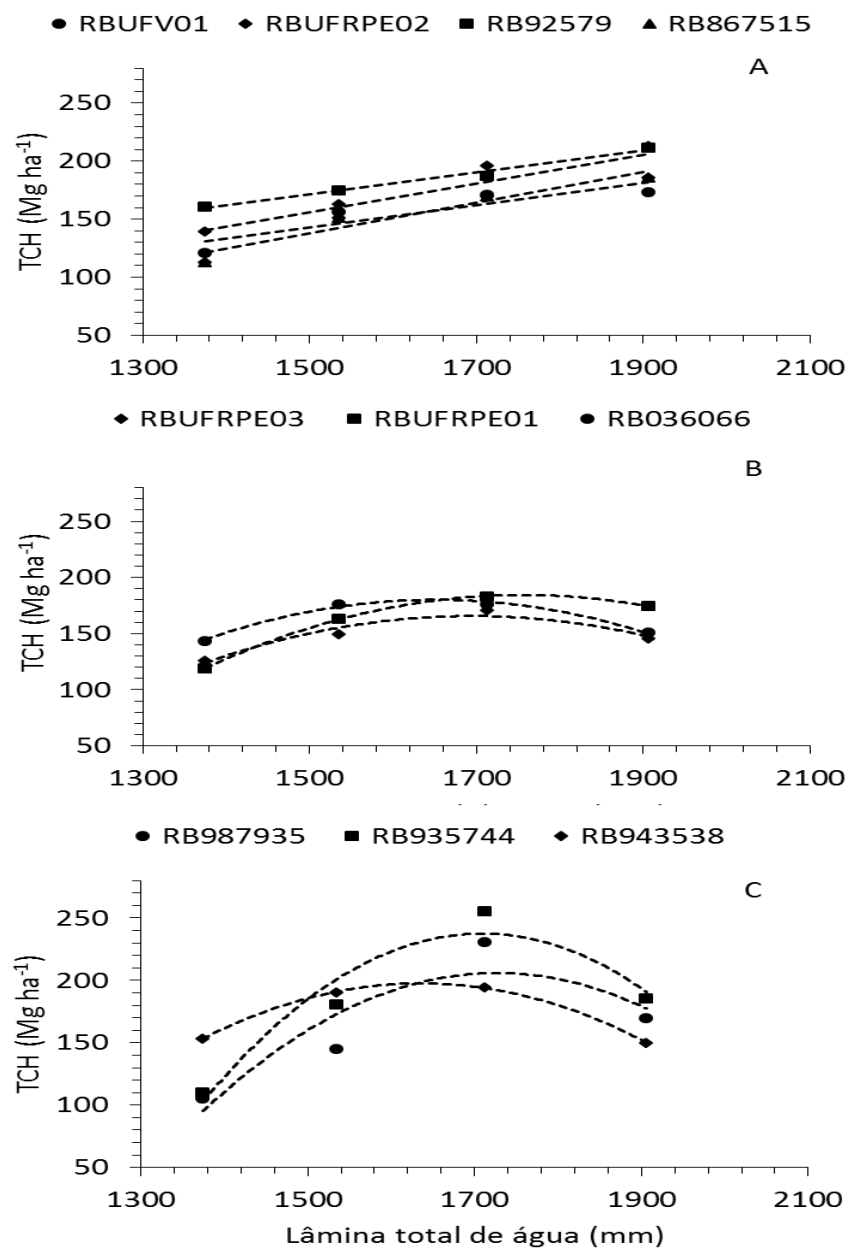 RBUFV01 RBUFRPE02 RB92579 RB867515
A
TCH (Mg ha⁻¹)
250
200
150
100
50
1300 1500 1700 1900 2100
RBUFRPE03 RBUFRPE01 RB036066
B
TCH (Mg ha⁻¹)
250
200
150
100
50
1300 1500 1700 1900 2100
RB987935 RB935744 RB943538
C
TCH (Mg ha⁻¹)
250
200
150
100
50
1300 1500 1700 1900 2100
Lâmina total de água (mm)